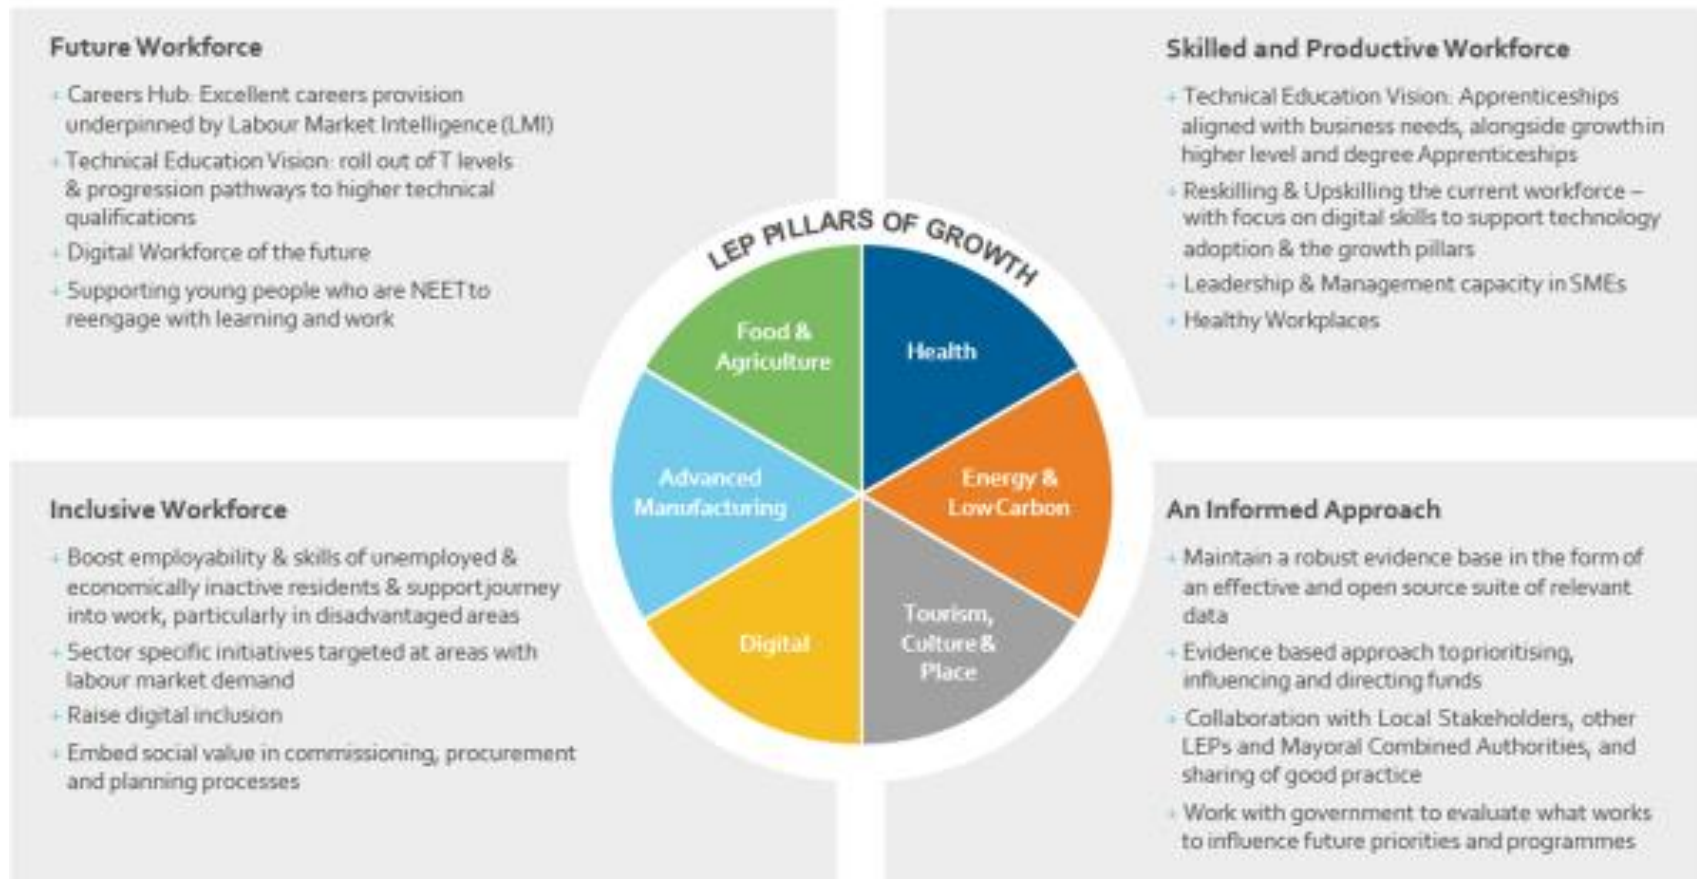 Future Workforce
+ Careers Hub: Excellent careers provision
underpinned by Labour Market Intelligence (LMI)
+ Technical Education Vision: roll out of T levels
& progression pathways to higher technical
qualifications
+ Digital Workforce of the future
+ Supporting young people who are NEET to
reengage with learning and work
Skilled and Productive Workforce
+ Technical Education Vision: Apprenticeships
aligned with business needs, alongside growth in
higher level and degree Apprenticeships
+ Reskilling & Upskilling the current workforce –
with focus on digital skills to support technology
adoption & the growth pillars
+ Leadership & Management capacity in SMEs
+ Healthy Workplaces
LEP PILLARS OF GROWTH
Food &
Agriculture
Health
Advanced
Manufacturing
Energy &
Low Carbon
Digital
Tourism,
Culture &
Place
Inclusive Workforce
+ Boost employability & skills of unemployed &
economically inactive residents & support journey
into work, particularly in disadvantaged areas
+ Sector specific initiatives targeted at areas with
labour market demand
+ Raise digital inclusion
+ Embed social value in commissioning, procurement
and planning processes
An Informed Approach
+ Maintain a robust evidence base in the form of
an effective and open source suite of relevant
data
+ Evidence based approach to prioritising,
influencing and directing funds
+ Collaboration with Local Stakeholders, other
LEPs and Mayoral Combined Authorities, and
sharing of good practice
+ Work with government to evaluate what works
to influence future priorities and programmes